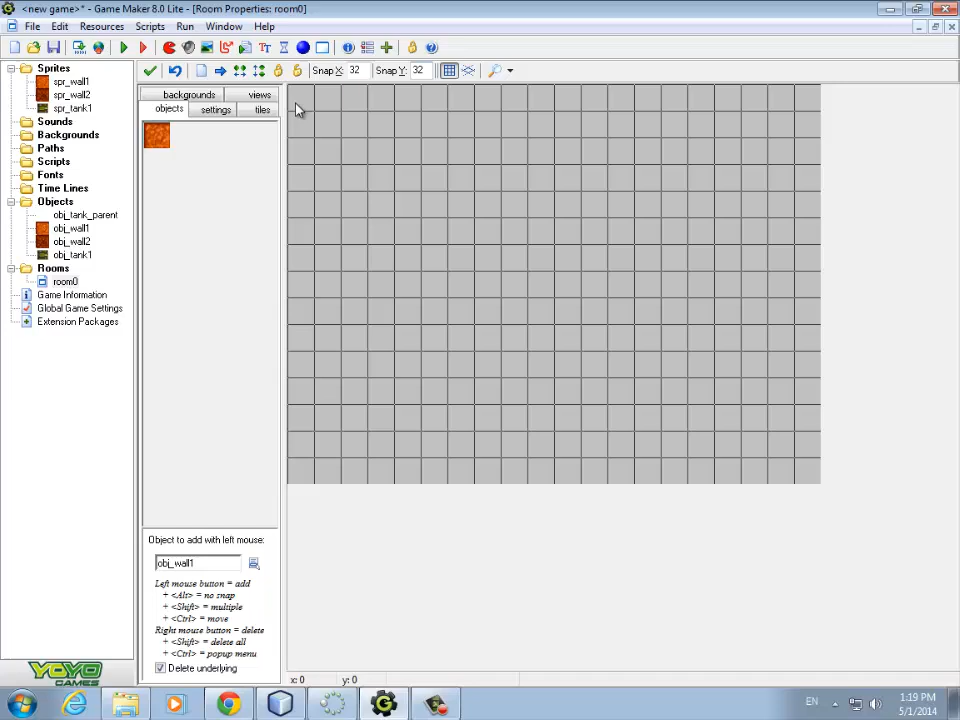 <new game>* - Game Maker 8.0 Lite - [Room Properties: room0]
File Edit Resources Scripts Run Window Help
Snap X: 32 Snap Y: 32
Sprites
spr_wall1
spr_wall2
spr_tank1
Sounds
Backgrounds
Paths
Scripts
Fonts
Time Lines
Objects
obj_tank_parent
obj_wall1
obj_wall2
obj_tank1
Rooms
room0
Game Information
Global Game Settings
Extension Packages
YOYO
GAMES
backgrounds views
objects settings tiles
Object to add with left mouse:
obj_wall1
Left mouse button = add
+ <Alt> = no snap
+ <Shift> = multiple
+ <Ctrl> = move
Right mouse button = delete
+ <Shift> = delete all
+ <Ctrl> = popup menu
Delete underlying
x: 0 y: 0
EN
1:19 PM
5/1/2014